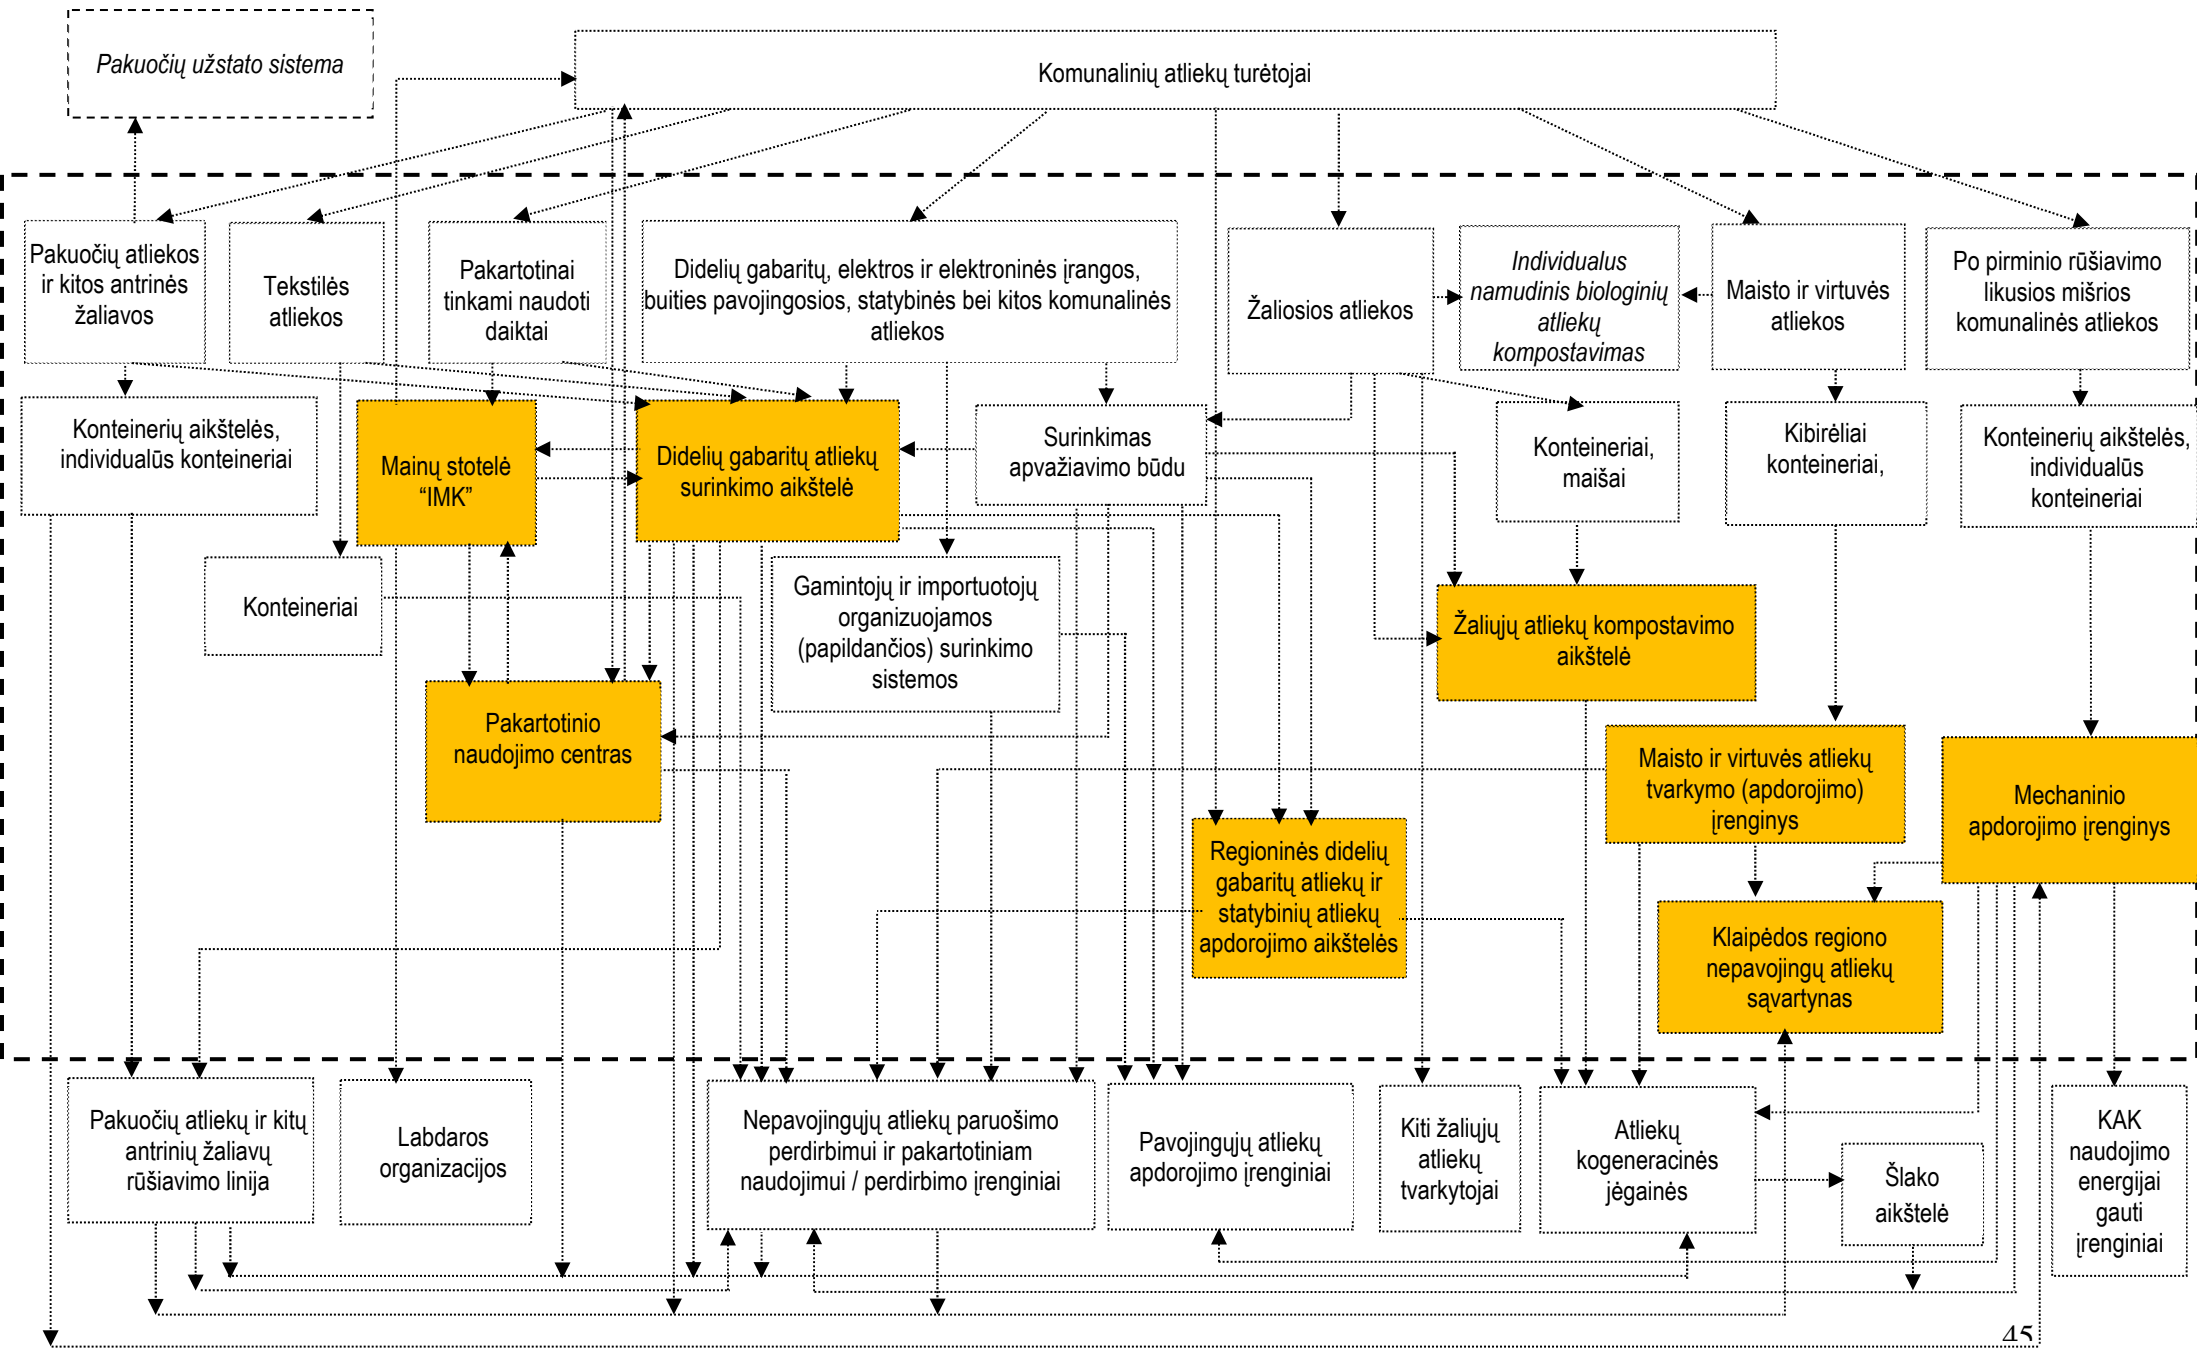 Pakuočių užstato sistema
Komunalinių atliekų turėtojai
Pakuočių atliekos
ir kitos antrinės
žaliavos
Tekstilės
atliekos
Pakartotinai
tinkami naudoti
daiktai
Didelių gabaritų, elektros ir elektroninės įrangos,
buities pavojingosios, statybinės bei kitos komunalinės
atliekos
Žaliosios atliekos
Individualus
namudinis biologinių
atliekų
kompostavimas
Maisto ir virtuvės
atliekos
Po pirminio rūšiavimo
likusios mišrios
komunalinės atliekos
Konteinerių aikštelės,
individualūs konteineriai
Mainų stotelė
“IMK”
Didelių gabaritų atliekų
surinkimo aikštelė
Surinkimas
apvažiavimo būdu
Konteineriai,
maišai
Kibirėliai
konteineriai,
Konteinerių aikštelės,
individualūs
konteineriai
Konteineriai
Gamintojų ir importuotojų
organizuojamos
(papildančios) surinkimo
sistemos
Žaliųjų atliekų kompostavimo
aikštelė
Pakartotinio
naudojimo centras
Maisto ir virtuvės atliekų
tvarkymo (apdorojimo)
įrenginys
Mechaninio
apdorojimo įrenginys
Regioninės didelių
gabaritų atliekų ir
statybinių atliekų
apdorojimo aikštelės
Klaipėdos regiono
nepavojingų atliekų
sąvartynas
Pakuočių atliekų ir kitų
antrinių žaliavų
rūšiavimo linija
Labdaros
organizacijos
Nepavojingųjų atliekų paruošimo
perdirbimui ir pakartotiniam
naudojimui / perdirbimo įrenginiai
Pavojingųjų atliekų
apdorojimo įrenginiai
Kiti žaliųjų
atliekų
tvarkytojai
Atliekų
kogeneracinės
jėgainės
Šlako
aikštelė
KAK
naudojimo
energijai
gauti
įrenginiai
45